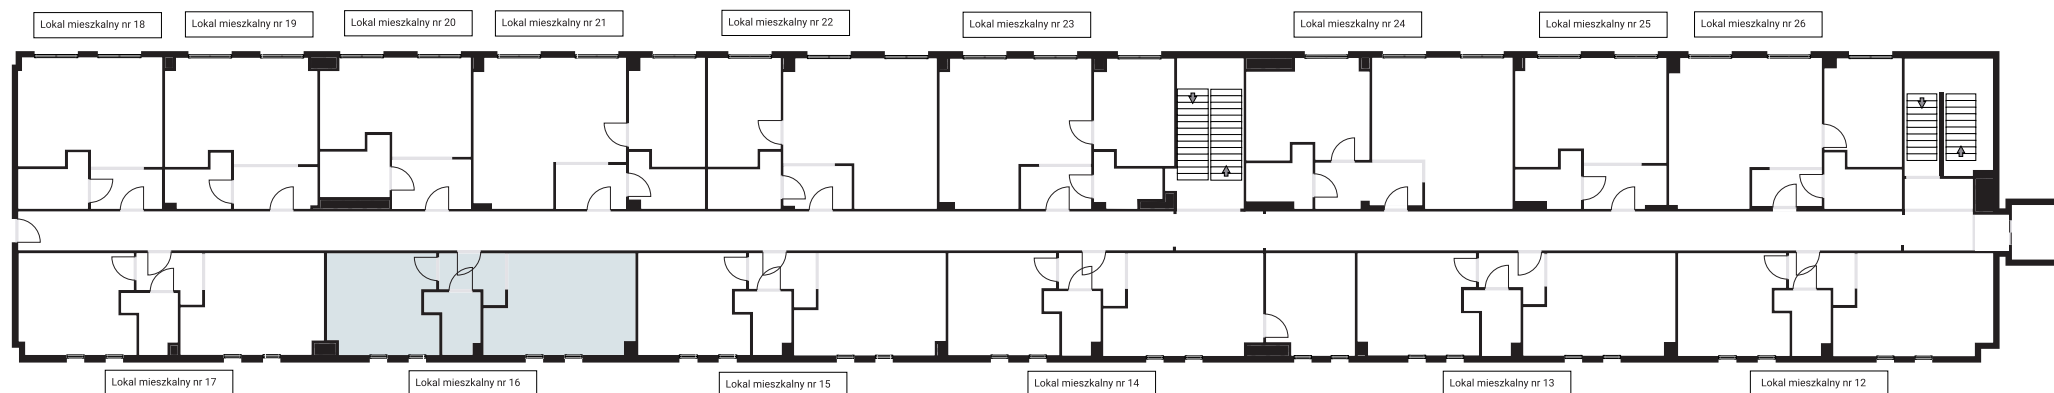 Lokal mieszkalny nr 18
Lokal mieszkalny nr 19
Lokal mieszkalny nr 20
Lokal mieszkalny nr 21
Lokal mieszkalny nr 22
Lokal mieszkalny nr 23
Lokal mieszkalny nr 24
Lokal mieszkalny nr 25
Lokal mieszkalny nr 26
Lokal mieszkalny nr 17
Lokal mieszkalny nr 16
Lokal mieszkalny nr 15
Lokal mieszkalny nr 14
Lokal mieszkalny nr 13
Lokal mieszkalny nr 12